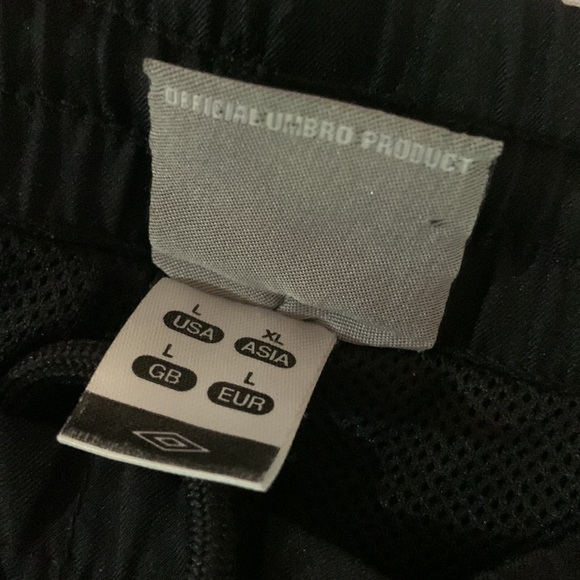 OFFICIAL UMBRO PRODUCT
L XL
USA ASIA
L L
GB EUR